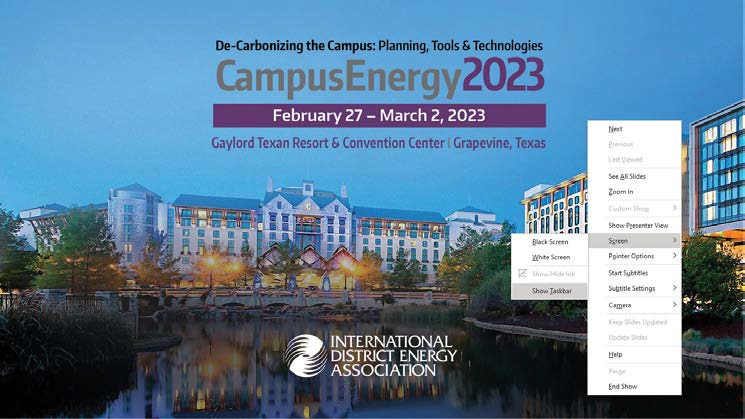 De-Carbonizing the Campus: Planning, Tools & Technologies
CampusEnergy2023
February 27 – March 2, 2023
Gaylord Texan Resort & Convention Center | Grapevine, Texas
Next
Previous
Last Viewed
See All Slides
Zoom In
Custom Show
Show Presenter View
Screen
Pointer Options
Start Subtitles
Subtitle Settings
Camera
Keep Slides Updated
Update Slides
Help
Pause
End Show
Black Screen
White Screen
Show/Hide Ink
Show Taskbar
INTERNATIONAL
DISTRICT ENERGY
ASSOCIATION